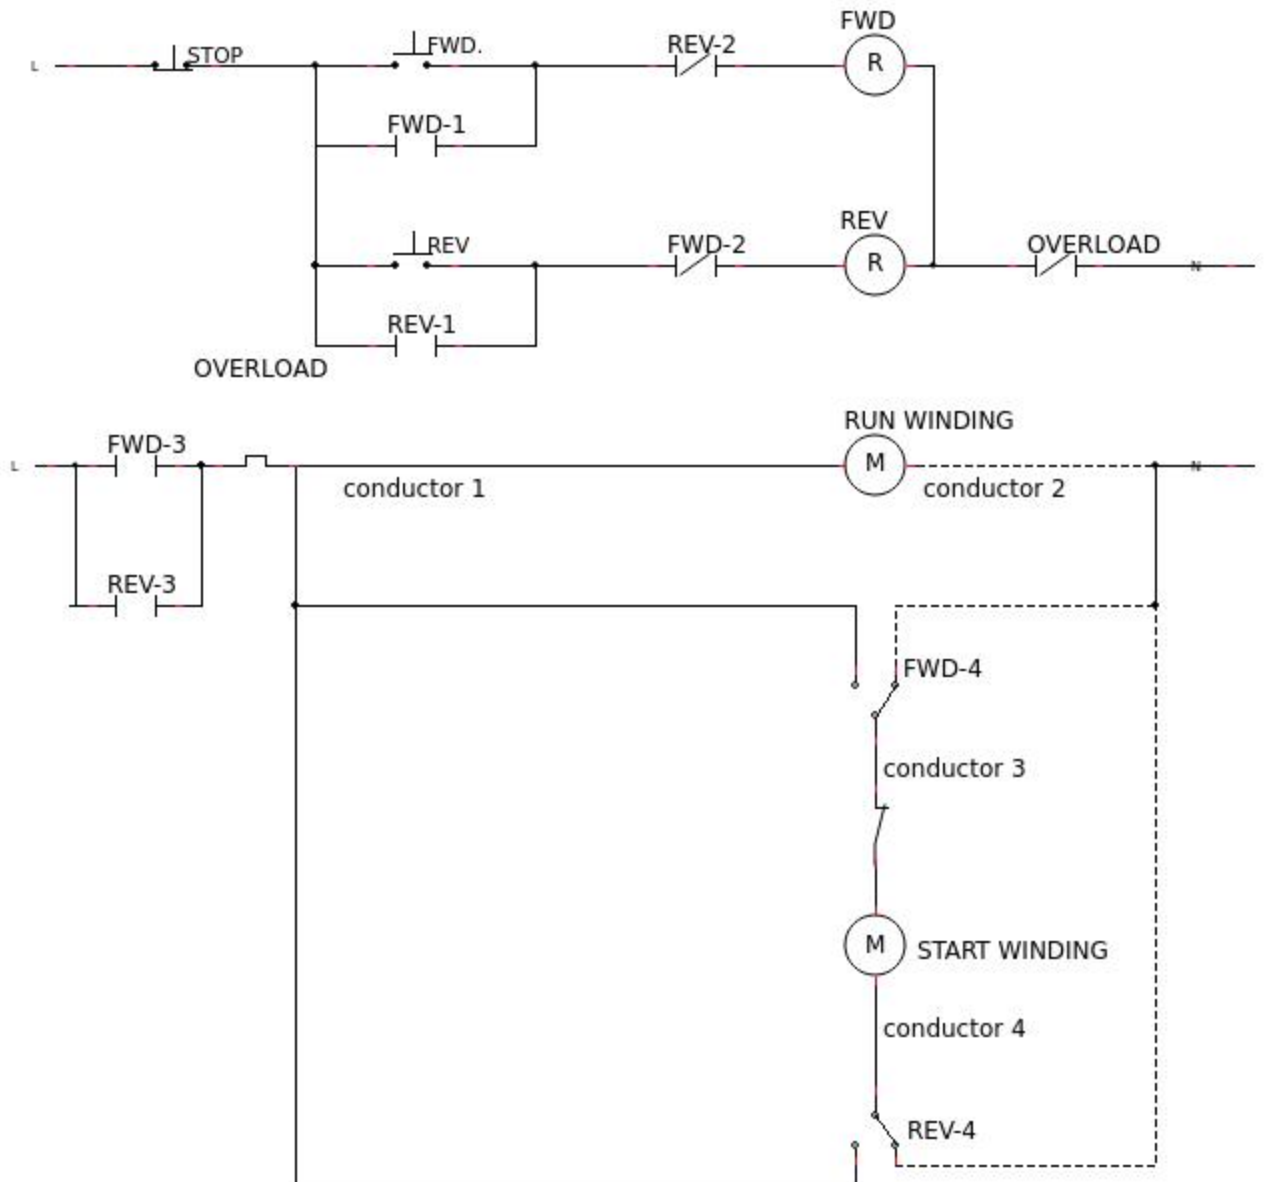 FWD
STOP
FWD.
REV-2
L
R
FWD-1
REV
REV
FWD-2
OVERLOAD
R
N
REV-1
OVERLOAD
RUN WINDING
FWD-3
L
M
N
conductor 1
conductor 2
REV-3
FWD-4
conductor 3
M
START WINDING
conductor 4
REV-4